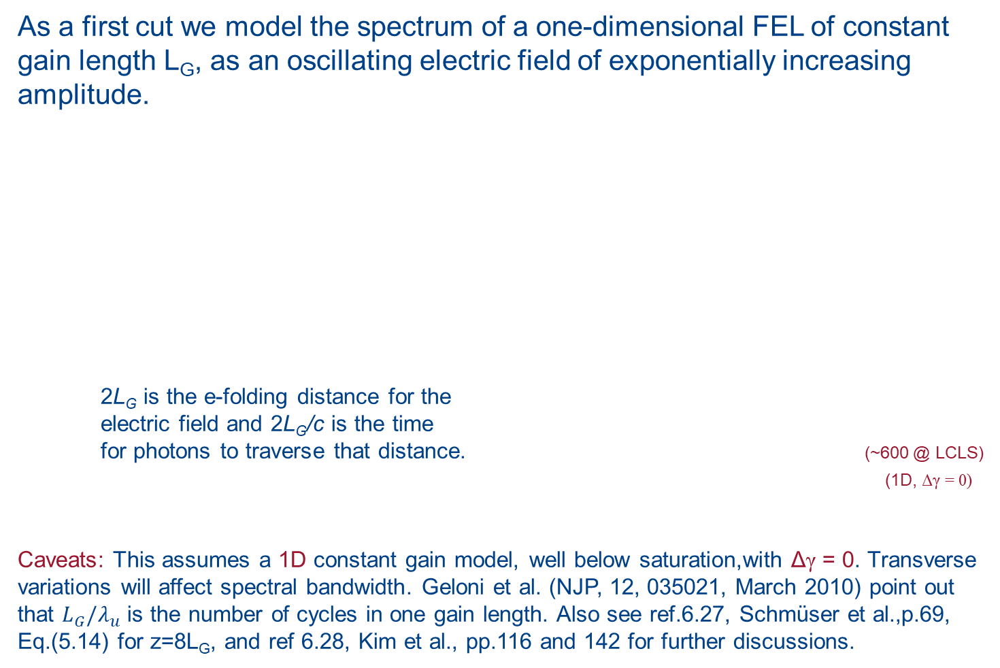 As a first cut we model the spectrum of a one-dimensional FEL of constant
gain length L_G, as an oscillating electric field of exponentially increasing
amplitude.
2L_G is the e-folding distance for the
electric field and 2L_G/c is the time
for photons to traverse that distance.
(~600 @ LCLS)
(1D, Δγ = 0)
Caveats: This assumes a 1D constant gain model, well below saturation,with Δγ = 0. Transverse
variations will affect spectral bandwidth. Geloni et al. (NJP, 12, 035021, March 2010) point out
that L_G/λ_u is the number of cycles in one gain length. Also see ref.6.27, Schmüser et al.,p.69,
Eq.(5.14) for z=8L_G, and ref 6.28, Kim et al., pp.116 and 142 for further discussions.